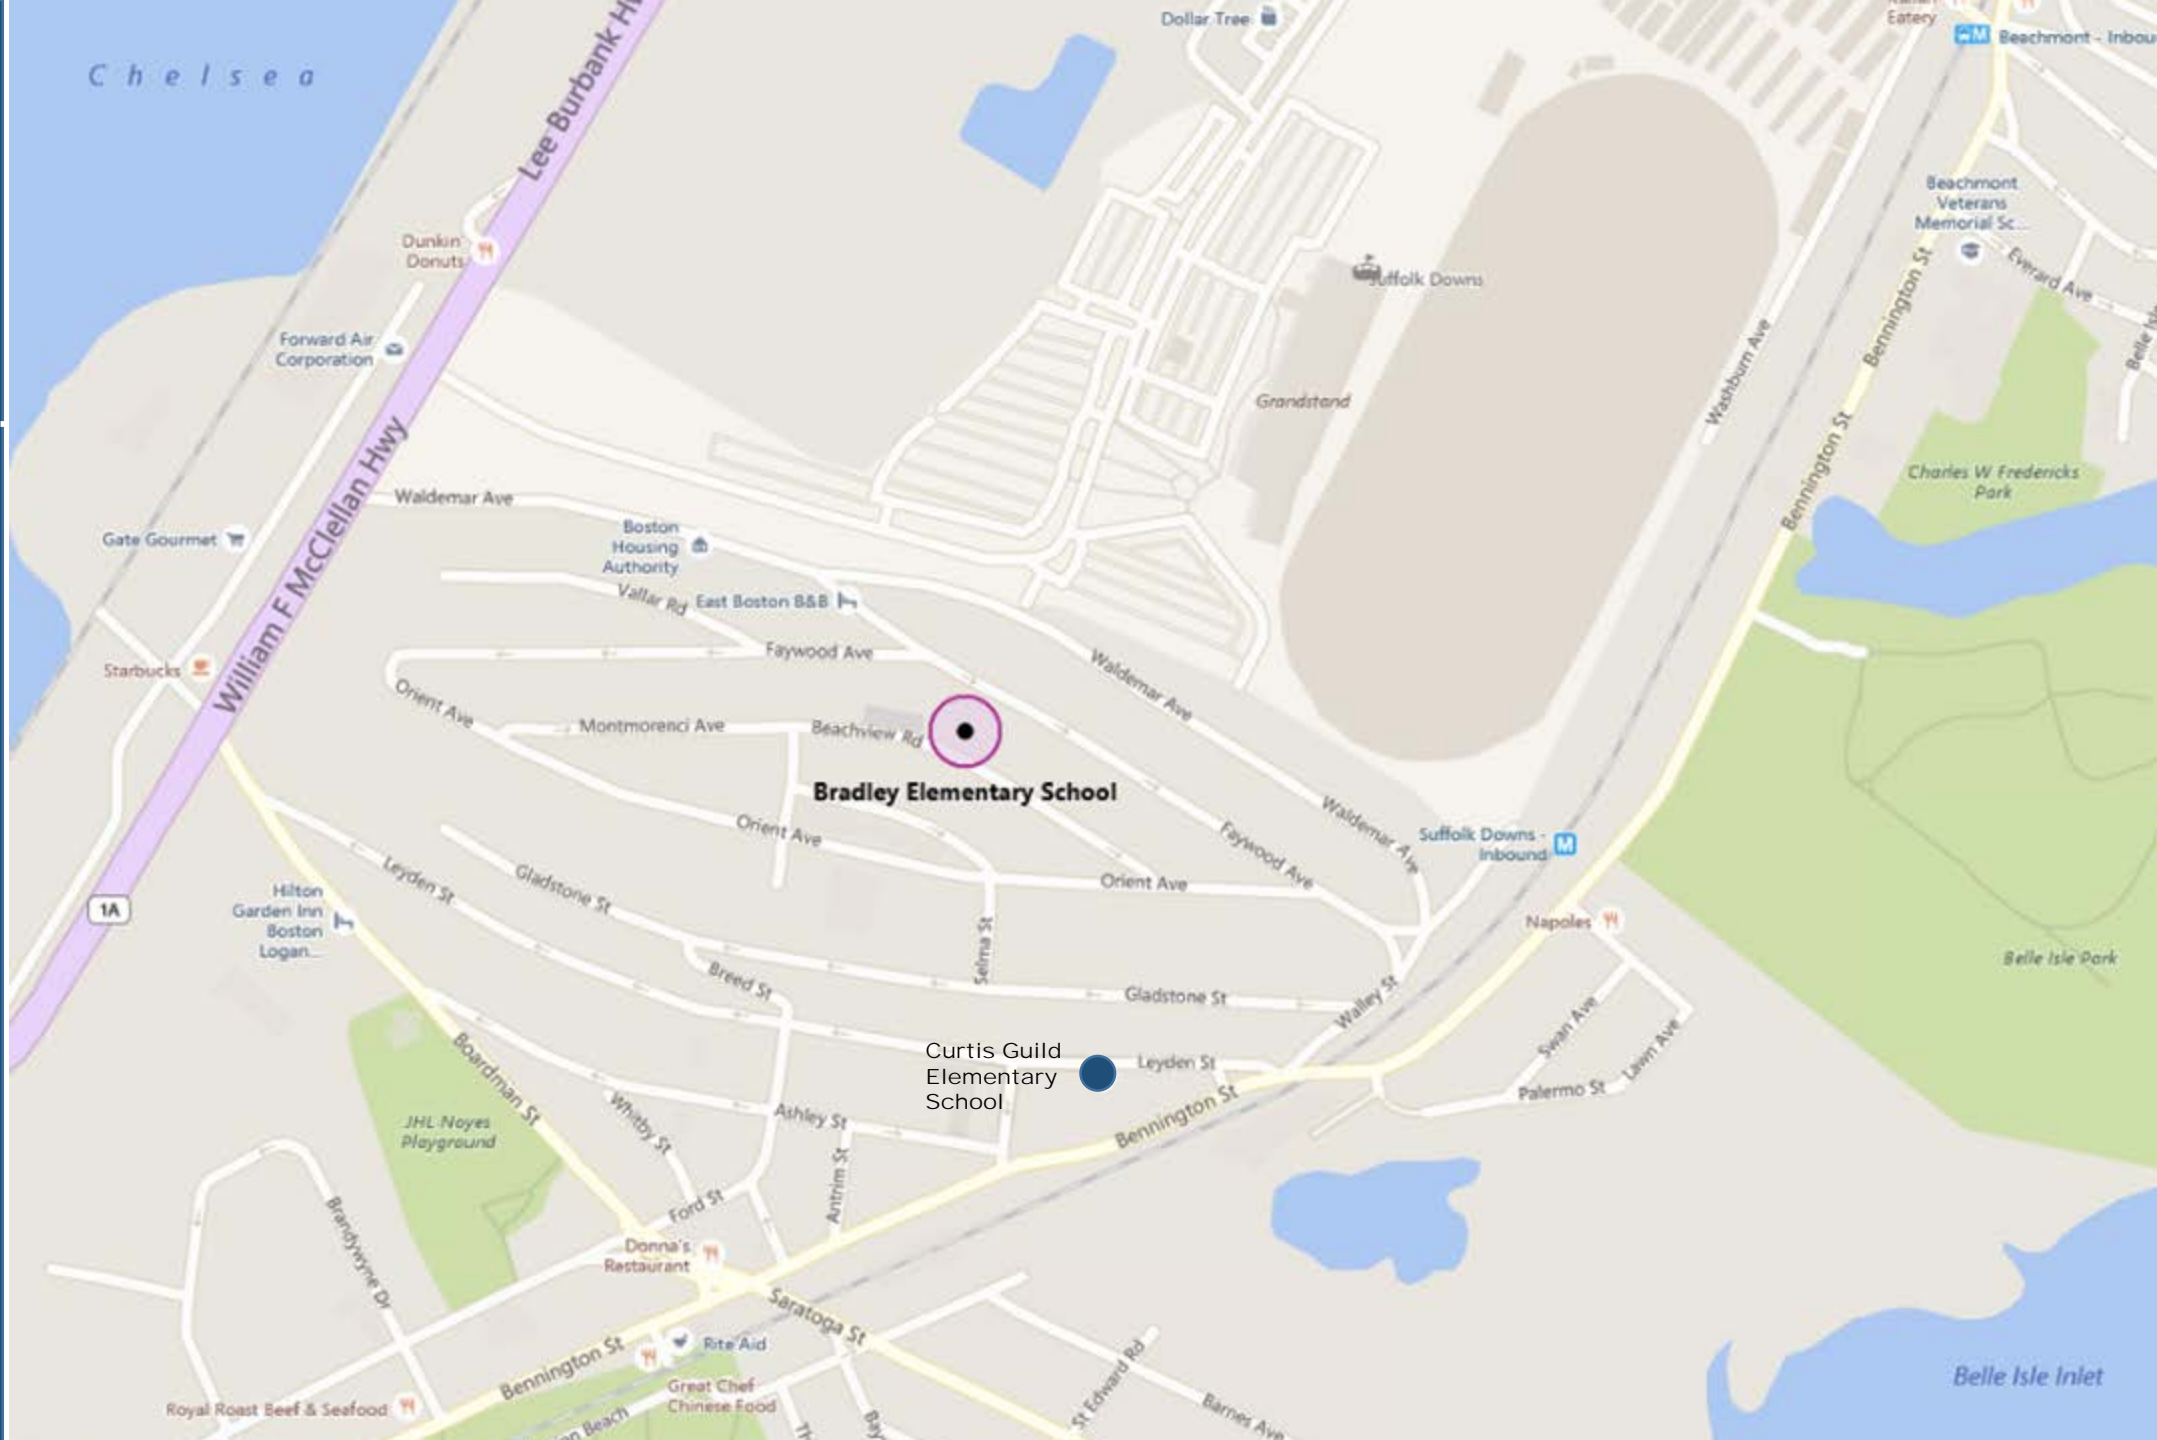 Chelsea
Lee Burbank
Dollar Tree
Eatery
Beachmont - Inbou
Beachmont
Veterans
Memorial Sc...
Everard Ave
Bennington St
Belle
Dunkin'
Donuts
Suffolk Downs
Forward Air
Corporation
Grandstand
Washburn Ave
Bennington St
Charles W Fredericks
Park
William F McClellan Hwy
Waldemar Ave
Gate Gourmet
Boston
Housing
Authority
Vallar Rd
East Boston B&B
Faywood Ave
Starbucks
Orient Ave
Montmorenci Ave
Beachview Rd
Waldemar Ave
Bradley Elementary School
Orient Ave
Faywood Ave
Waldemar Ave
Suffolk Downs -
Inbound
Leyden St
Gladstone St
Orient Ave
1A
Hilton
Garden Inn
Boston
Logan...
Napoles
Selma St
Belle Isle Park
Breed St
Gladstone St
Walley St
Swan Ave
Lawn Ave
Palermo St
Curtis Guild
Elementary
School
Leyden St
Boardman St
Bennington St
JHL Noyes
Playground
Whitby St
Ashley St
Antrim St
Ford St
Brandywyne Dr
Donna's
Restaurant
Saratoga St
Rite Aid
Bennington St
Great Chef
Chinese Food
St Edward Rd
Barnes Ave
Royal Roast Beef & Seafood
Beach
Bay
Th
Belle Isle Inlet